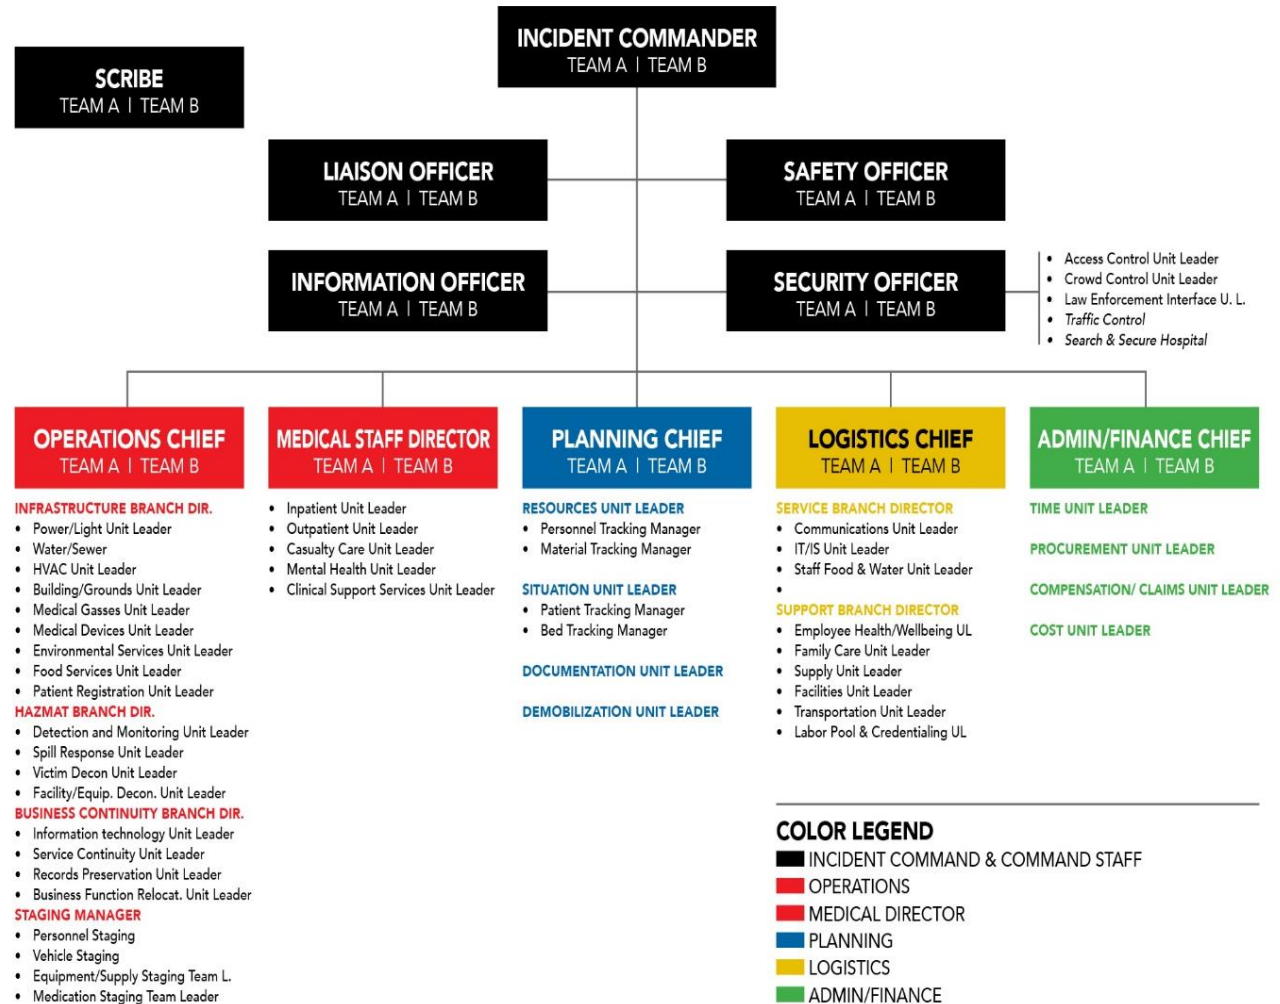 INCIDENT COMMANDER
TEAM A | TEAM B
SCRIBE
TEAM A | TEAM B
LIAISON OFFICER
TEAM A | TEAM B
SAFETY OFFICER
TEAM A | TEAM B
INFORMATION OFFICER
TEAM A | TEAM B
SECURITY OFFICER
TEAM A | TEAM B
• Access Control Unit Leader
• Crowd Control Unit Leader
• Law Enforcement Interface U. L.
• Traffic Control
• Search & Secure Hospital
OPERATIONS CHIEF
TEAM A | TEAM B
INFRASTRUCTURE BRANCH DIR.
• Power/Light Unit Leader
• Water/Sewer
• HVAC Unit Leader
• Building/Grounds Unit Leader
• Medical Gasses Unit Leader
• Medical Devices Unit Leader
• Environmental Services Unit Leader
• Food Services Unit Leader
• Patient Registration Unit Leader
HAZMAT BRANCH DIR.
• Detection and Monitoring Unit Leader
• Spill Response Unit Leader
• Victim Decon Unit Leader
• Facility/Equip. Decon. Unit Leader
BUSINESS CONTINUITY BRANCH DIR.
• Information technology Unit Leader
• Service Continuity Unit Leader
• Records Preservation Unit Leader
• Business Function Relocat. Unit Leader
STAGING MANAGER
• Personnel Staging
• Vehicle Staging
• Equipment/Supply Staging Team L.
• Medication Staging Team Leader
MEDICAL STAFF DIRECTOR
TEAM A | TEAM B
• Inpatient Unit Leader
• Outpatient Unit Leader
• Casualty Care Unit Leader
• Mental Health Unit Leader
• Clinical Support Services Unit Leader
PLANNING CHIEF
TEAM A | TEAM B
RESOURCES UNIT LEADER
• Personnel Tracking Manager
• Material Tracking Manager
SITUATION UNIT LEADER
• Patient Tracking Manager
• Bed Tracking Manager
DOCUMENTATION UNIT LEADER
DEMOBILIZATION UNIT LEADER
LOGISTICS CHIEF
TEAM A | TEAM B
SERVICE BRANCH DIRECTOR
• Communications Unit Leader
• IT/IS Unit Leader
• Staff Food & Water Unit Leader
•
SUPPORT BRANCH DIRECTOR
• Employee Health/Wellbeing UL
• Family Care Unit Leader
• Supply Unit Leader
• Facilities Unit Leader
• Transportation Unit Leader
• Labor Pool & Credentialing UL
ADMIN/FINANCE CHIEF
TEAM A | TEAM B
TIME UNIT LEADER
PROCUREMENT UNIT LEADER
COMPENSATION/ CLAIMS UNIT LEADER
COST UNIT LEADER
COLOR LEGEND
INCIDENT COMMAND & COMMAND STAFF
OPERATIONS
MEDICAL DIRECTOR
PLANNING
LOGISTICS
ADMIN/FINANCE